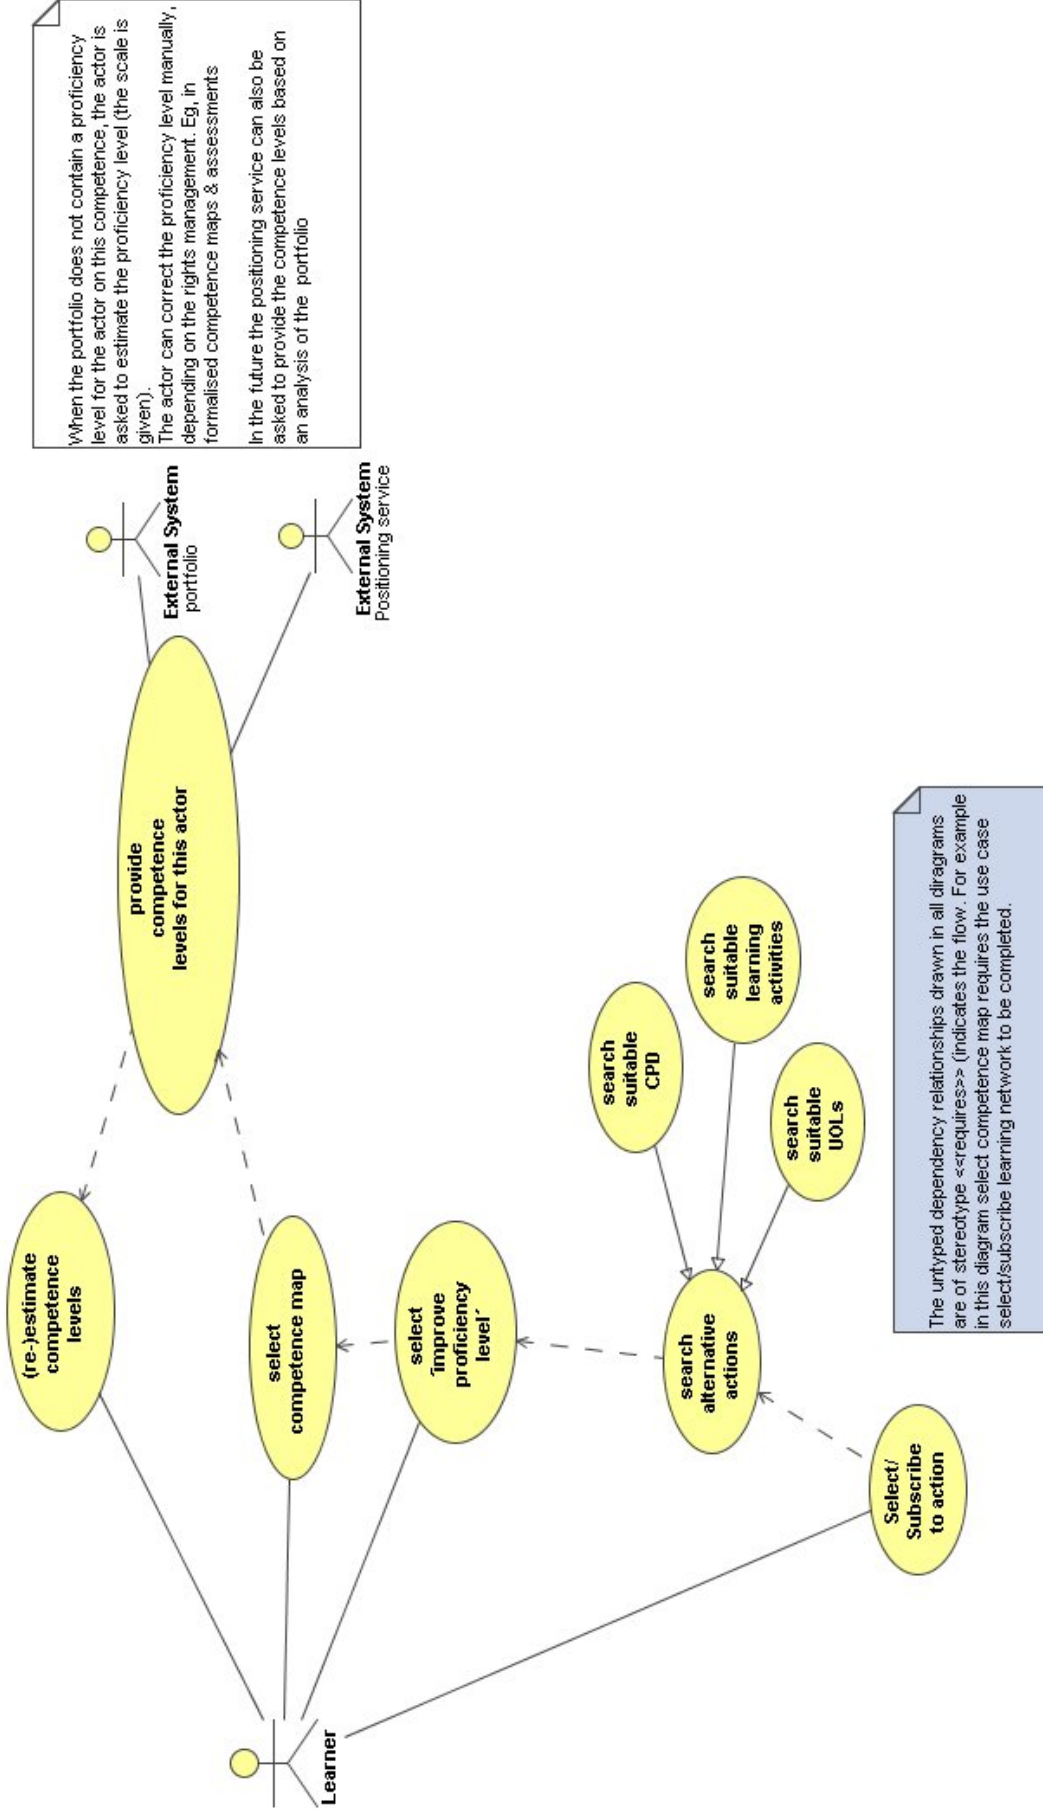 When the portfolio does not contain a proficiency
level for the actor on this competence, the actor is
asked to estimate the proficiency level (the scale is
given).
The actor can correct the proficiency level manually,
depending on the rights management. Eg, in
formalised competence maps & assessments
In the future the positioning service can also be
asked to provide the competence levels based on
an analysis of the portfolio
(re-)estimate
competence
levels
provide
competence
levels for this actor
External System
portfolio
External System
Positioning service
Learner
select
competence map
select
´improve
proficiency
level´
search
alternative
actions
search
suitable
CPD
search
suitable
learning
activities
search
suitable
UOLs
Select/
Subscribe
to action
The untyped dependency relationships drawn in all diragrams
are of stereotype <<requires>> (indicates the flow. For example
in this diagram select competence map requires the use case
select/subscribe learning network to be completed.